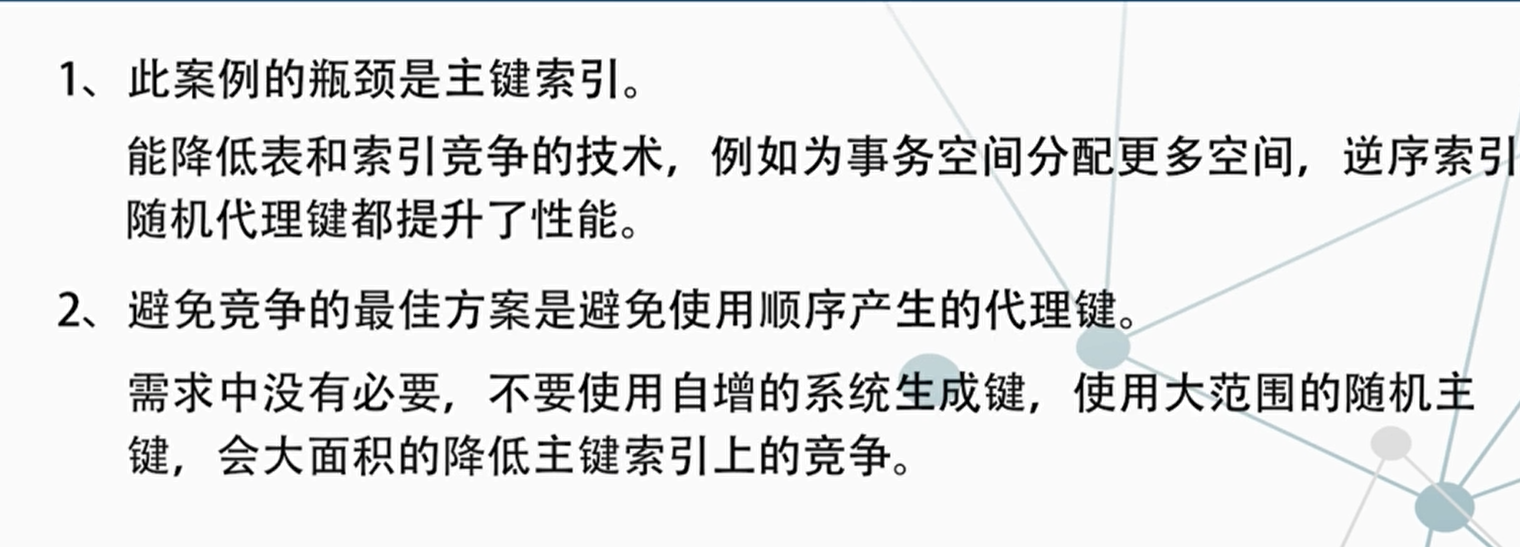 1、此案例的瓶颈是主键索引。
能降低表和索引竞争的技术，例如为事务空间分配更多空间，逆序索引
随机代理键都提升了性能。
2、避免竞争的最佳方案是避免使用顺序产生的代理键。
需求中没有必要，不要使用自增的系统生成键，使用大范围的随机主
键，会大面积的降低主键索引上的竞争。